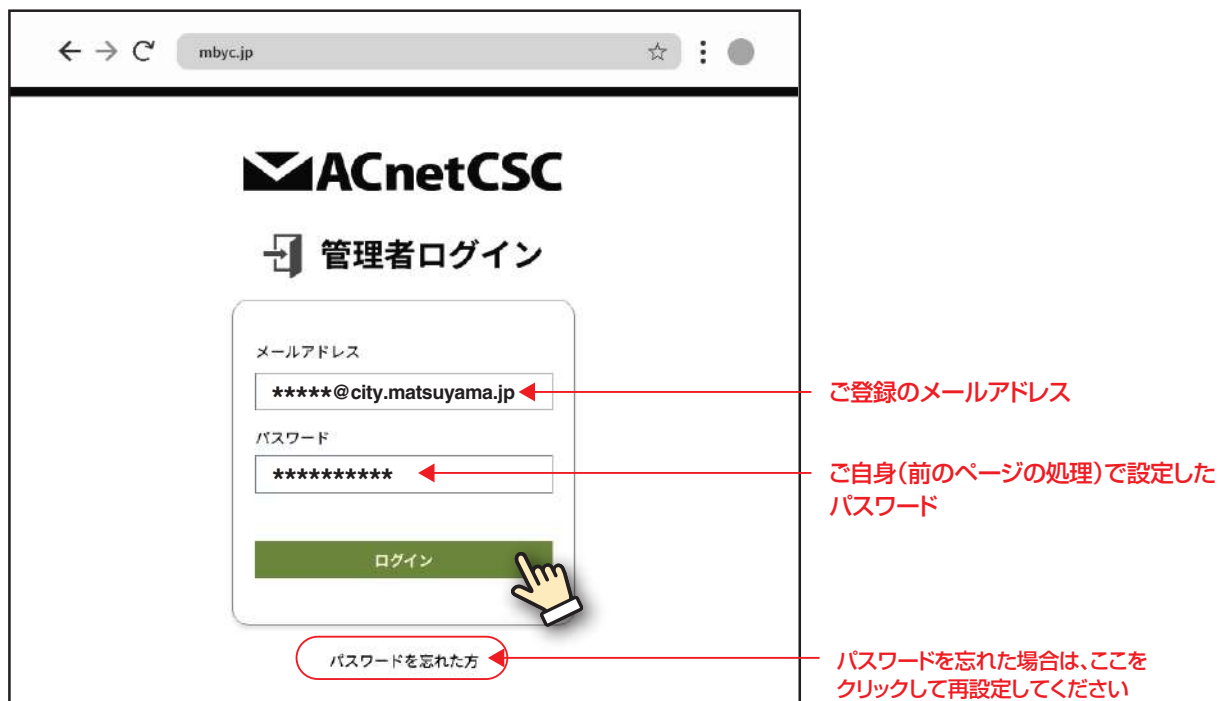 mbyc.jp
ACnetCSC
管理者ログイン
メールアドレス
*****@city.matsuyama.jp
ご登録のメールアドレス
パスワード
**********
ご自身(前のページの処理)で設定した
パスワード
ログイン
パスワードを忘れた方
パスワードを忘れた場合は、ここを
クリックして再設定してください